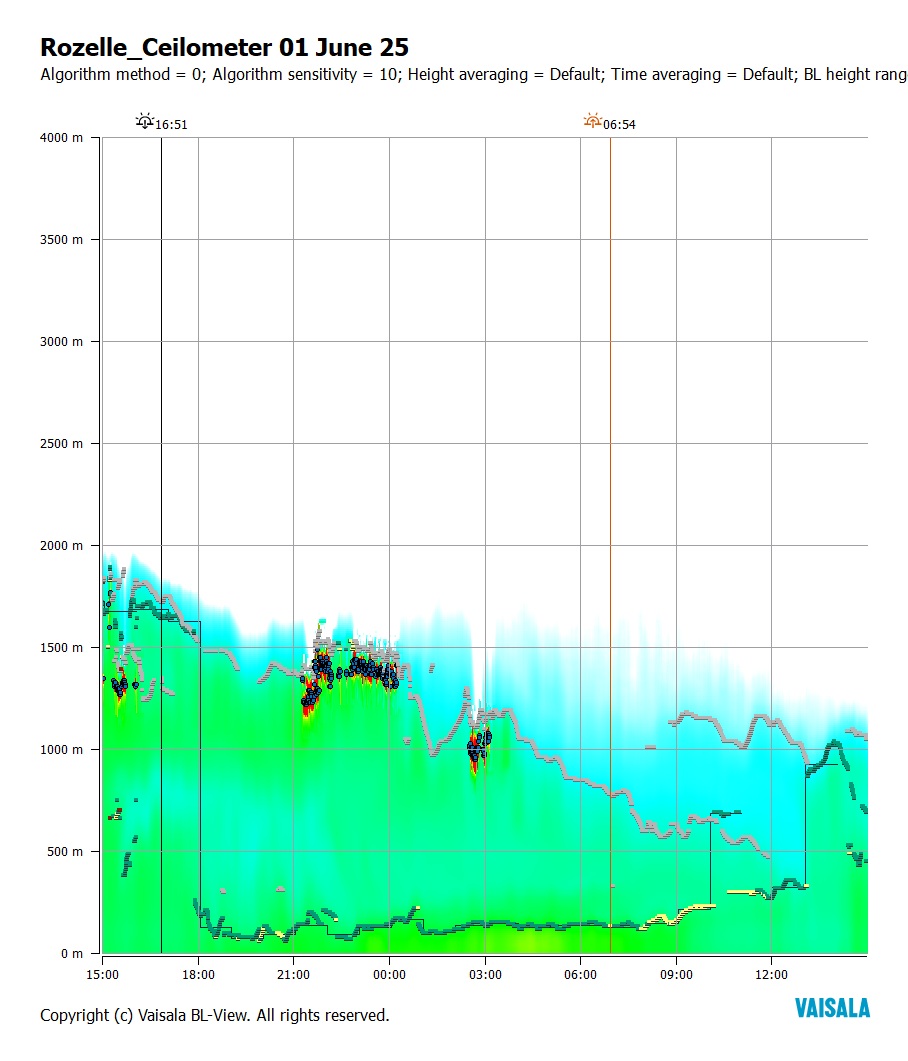 Rozelle_Ceilometer 01 June 25
Algorithm method = 0; Algorithm sensitivity = 10; Height averaging = Default; Time averaging = Default; BL height rang
16:51 06:54
4000 m
3500 m
3000 m
2500 m
2000 m
1500 m
1000 m
500 m
0 m
15:00 18:00 21:00 00:00 03:00 06:00 09:00 12:00
Copyright (c) Vaisala BL-View. All rights reserved.
VAISALA